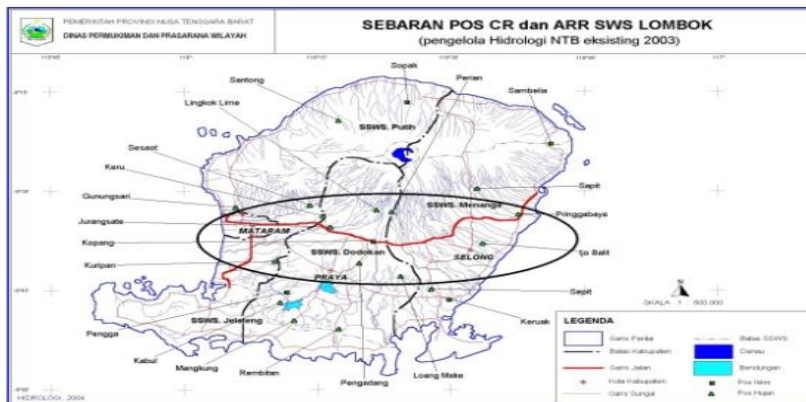 PEMERINTAH PROVINSI NUSA TENGGARA BARAT
DINAS PERMUKIMAN DAN PRASARANA WILAYAH
SEBARAN POS CR dan ARR SWS LOMBOK
(pengelola Hidrologi NTB eksisting 2003)
Sopak
Santong
Perian
Lingkok Lime
Sambelia
SSWS. Putih
Sesaot
Keru
Sapit
Gunungsari
SSWS. Menanga
Pringgabaya
Jurangsate
MATARAM
Kopang
SSWS. Dodokan
SELONG
Ijo Balit
Kuripan
PRAYA
Sepit
SKALA 1 : 800.000
SSWS. Jelateng
Keruak
LEGENDA
Pengga
Garis Pantai
Batas SSWS
Batas Kabupaten
Danau
Kabul
Garis Jalan
Bendungan
Mangkung
Loang Make
Kota Kabupaten
Pos Iklim
Rembitan
Pengadang
Garis Sungai
Pos Hujan
HIDROLOGI, 2004